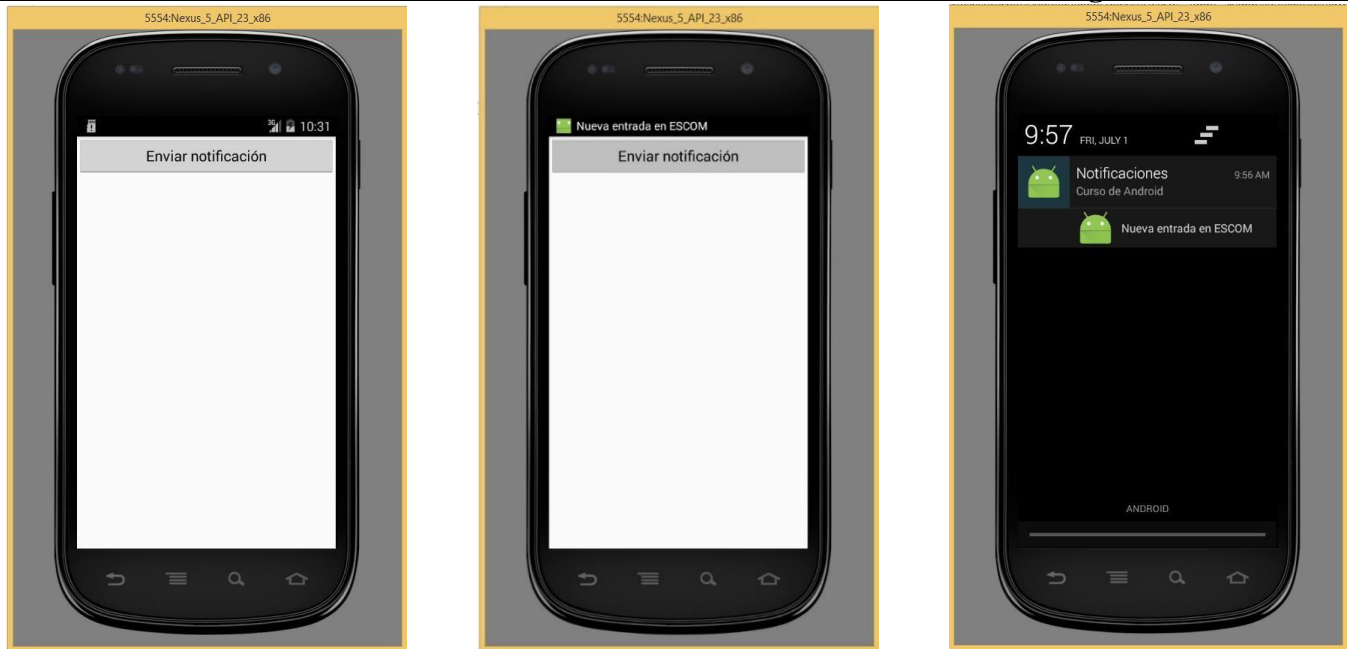 5554:Nexus_5_API_23_x86
3G 10:31
Enviar notificación
5554:Nexus_5_API_23_x86
Nueva entrada en ESCOM
Enviar notificación
5554:Nexus_5_API_23_x86
9:57 FRI, JULY 1
Notificaciones 9:56 AM
Curso de Android
Nueva entrada en ESCOM
ANDROID